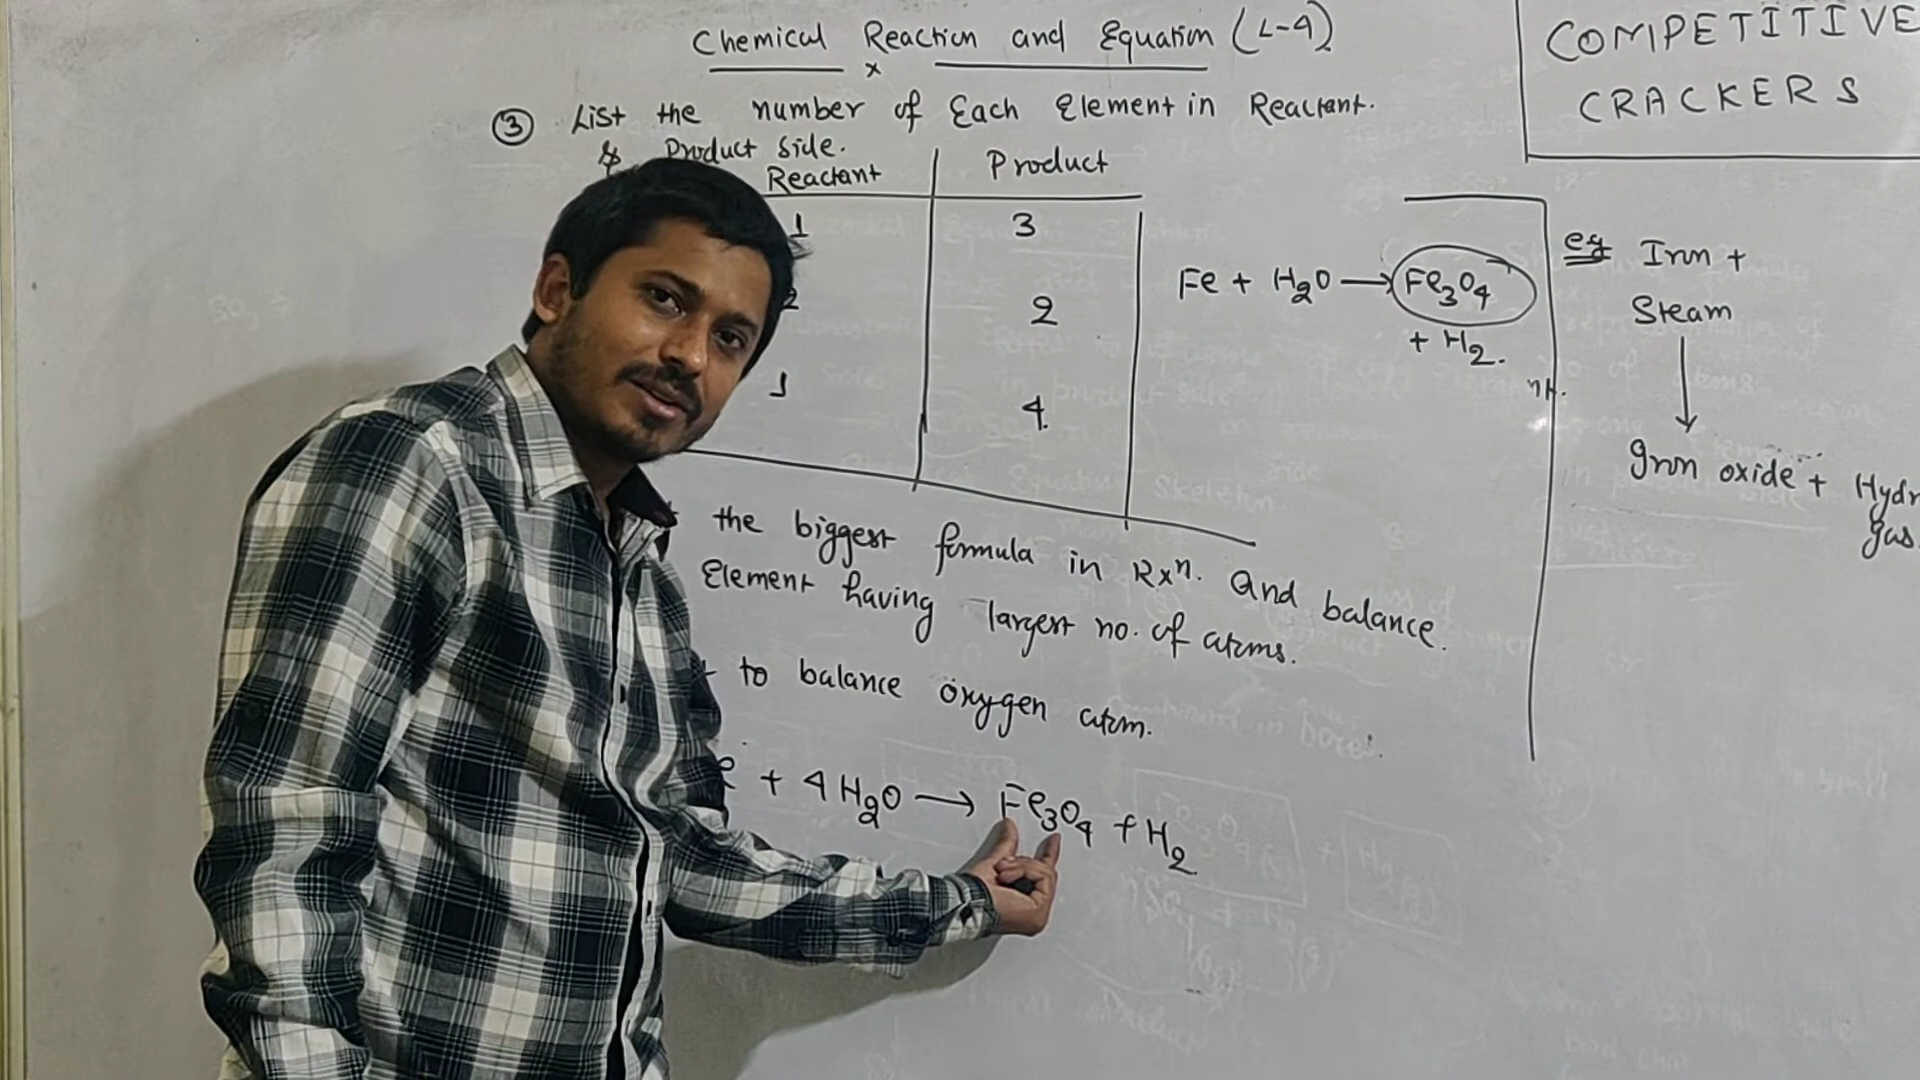 Chemical Reaction and Equation (L-4)
COMPETITIVE
CRACKERS
③ List the number of Each Element in Reactant.
& Product side.
Reactant Product
1 3
2 2
1 4
Fe + H2O → Fe3O4
+ H2.
eg Iron +
Steam
↓
Iron oxide + Hydr
gas.
the biggest formula in Rxn. and balance.
Element having largest no. of atoms.
to balance oxygen atom.
+ 4H2O → Fe3O4 + H2